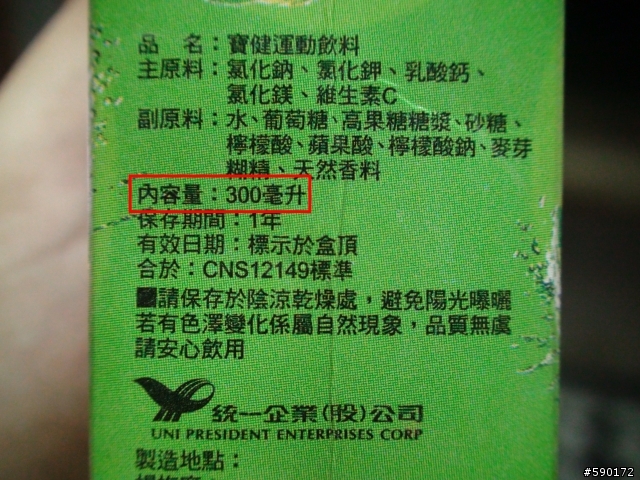 品 名：寶健運動飲料
主原料：氯化鈉、氯化鉀、乳酸鈣、
氯化鎂、維生素C
副原料：水、葡萄糖、高果糖糖漿、砂糖、
檸檬酸、蘋果酸、檸檬酸鈉、麥芽
糊精、天然香料
內容量：300毫升
保存期間：1年
有效日期：標示於盒頂
合於：CNS12149標準
■請保存於陰涼乾燥處，避免陽光曝曬
若有色澤變化係屬自然現象，品質無虞
請安心飲用
統一企業(股)公司
UNI PRESIDENT ENTERPRISES CORP
製造地點：
#590172